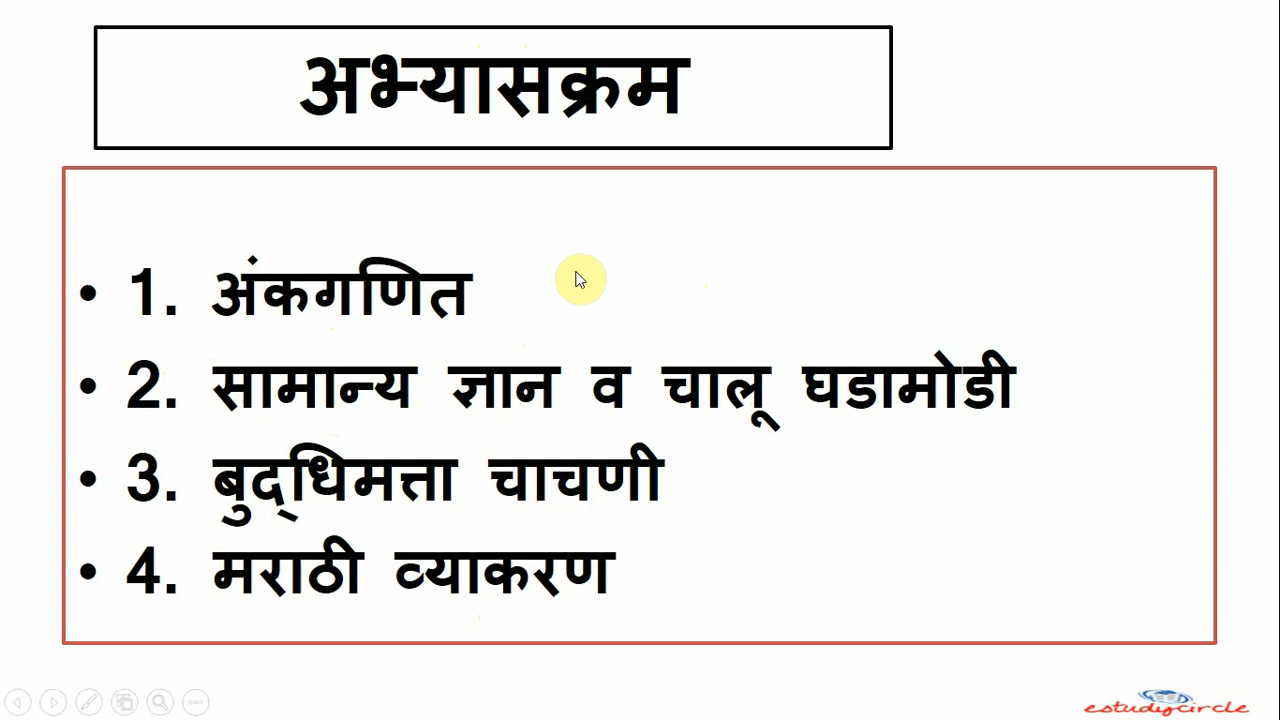 अभ्यासक्रम
• 1. अंकगणित
• 2. सामान्य ज्ञान व चालू घडामोडी
• 3. बुद्‌धिमत्ता चाचणी
• 4. मराठी व्याकरण
estudycircle